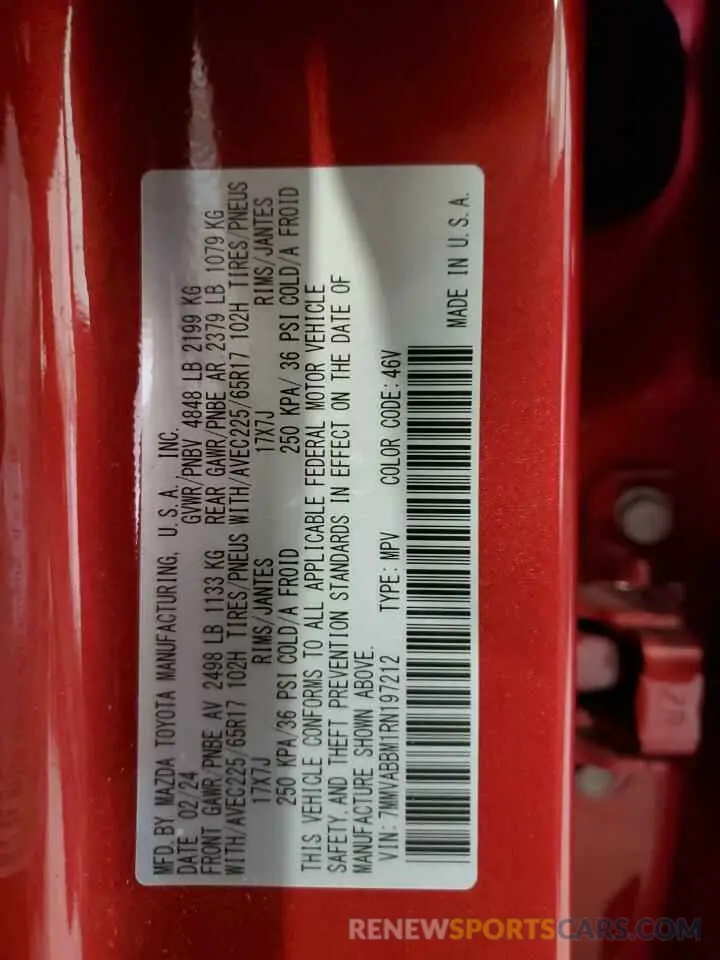 MFD. BY MAZDA TOYOTA MANUFACTURING, U.S.A., INC.
DATE 02/24 GVWR/PNBV 4848 LB 2199 KG
FRONT GAWR/PNBE AV 2498 LB 1133 KG REAR GAWR/PNBE AR 2379 LB 1079 KG
WITH/AVEC225/65R17 102H TIRES/PNEUS WITH/AVEC225/65R17 102H TIRES/PNEUS
17X7J RIMS/JANTES 17X7J RIMS/JANTES
250 KPA/36 PSI COLD/A FROID 250 KPA/ 36 PSI COLD/A FROID
THIS VEHICLE CONFORMS TO ALL APPLICABLE FEDERAL MOTOR VEHICLE
SAFETY, AND THEFT PREVENTION STANDARDS IN EFFECT ON THE DATE OF
MANUFACTURE SHOWN ABOVE.
VIN: 7MMVABBM1RN197212 TYPE: MPV COLOR CODE: 46V
MADE IN U.S.A.
RENEWSPORTSCARS.COM